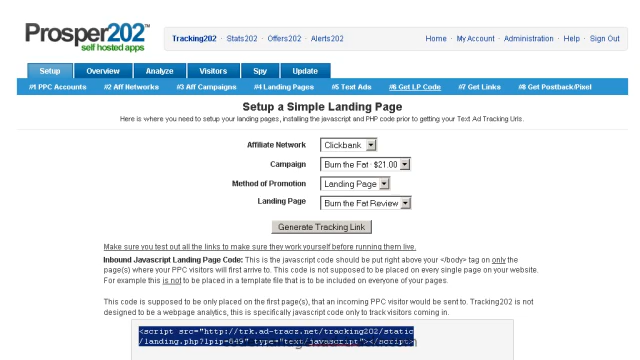 Prosper202™
self hosted apps
Tracking202 · Stats202 · Offers202 · Alerts202
Home · My Account · Administration · Help · Sign Out
Setup Overview Analyze Visitors Spy Update
#1 PPC Accounts #2 Aff Networks #3 Aff Campaigns #4 Landing Pages #5 Text Ads #6 Get LP Code #7 Get Links #8 Get Postback/Pixel
Setup a Simple Landing Page
Here is where you need to setup your landing pages, installing the javascript and PHP code prior to getting your Text Ad Tracking Urls.
Affiliate Network Clickbank
Campaign Burn the Fat · $21.00
Method of Promotion Landing Page
Landing Page Burn the Fat Review
Generate Tracking Link
Make sure you test out all the links to make sure they work yourself before running them live.
Inbound Javascript Landing Page Code: This is the javascript code should be put right above your </body> tag on only the
page(s) where your PPC visitors will first arrive to. This code is not supposed to be placed on every single page on your website.
For example this is not to be placed in a template file that is to be included on everyone of your pages.
This code is supposed to be only placed on the first page(s), that an incoming PPC visitor would be sent to. Tracking202 is not
designed to be a webpage analytics, this is specifically javascript code only to track visitors coming in.
<script src="http://trk.ad-tracs.net/tracking202/static
/landing.php?lpip=649" type="text/javascript"></script>